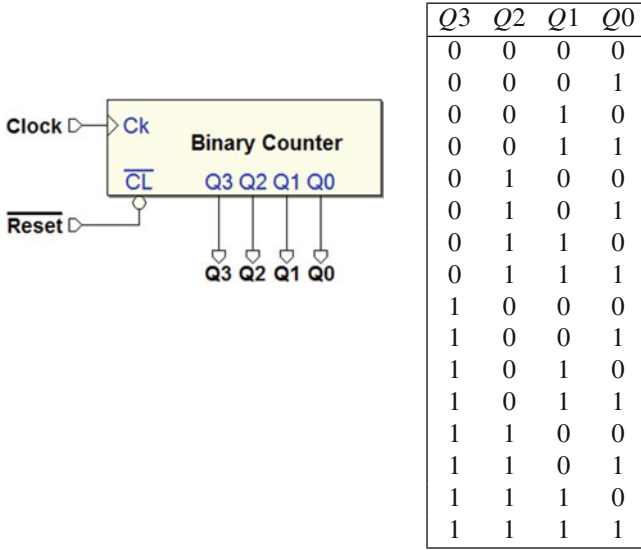 Clock
Ck
Binary Counter
CL
Q3 Q2 Q1 Q0
Reset
Q3 Q2 Q1 Q0
Q3 Q2 Q1 Q0
0 0 0 0
0 0 0 1
0 0 1 0
0 0 1 1
0 1 0 0
0 1 0 1
0 1 1 0
0 1 1 1
1 0 0 0
1 0 0 1
1 0 1 0
1 0 1 1
1 1 0 0
1 1 0 1
1 1 1 0
1 1 1 1